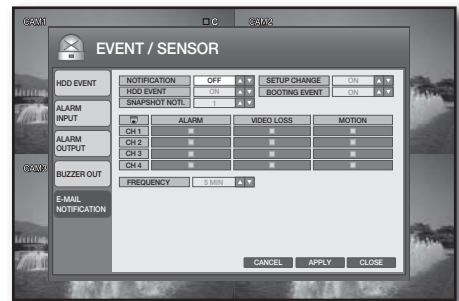 CAM1
C
CAM2
EVENT / SENSOR
HDD EVENT
ALARM INPUT
ALARM OUTPUT
BUZZER OUT
E-MAIL NOTIFICATION
NOTIFICATION OFF SETUP CHANGE ON
HDD EVENT ON BOOTING EVENT ON
SNAPSHOT NOTI. 1
ALARM VIDEO LOSS MOTION
CH 1
CH 2
CH 3
CH 4
FREQUENCY 5 MIN
CAM3
CANCEL APPLY CLOSE